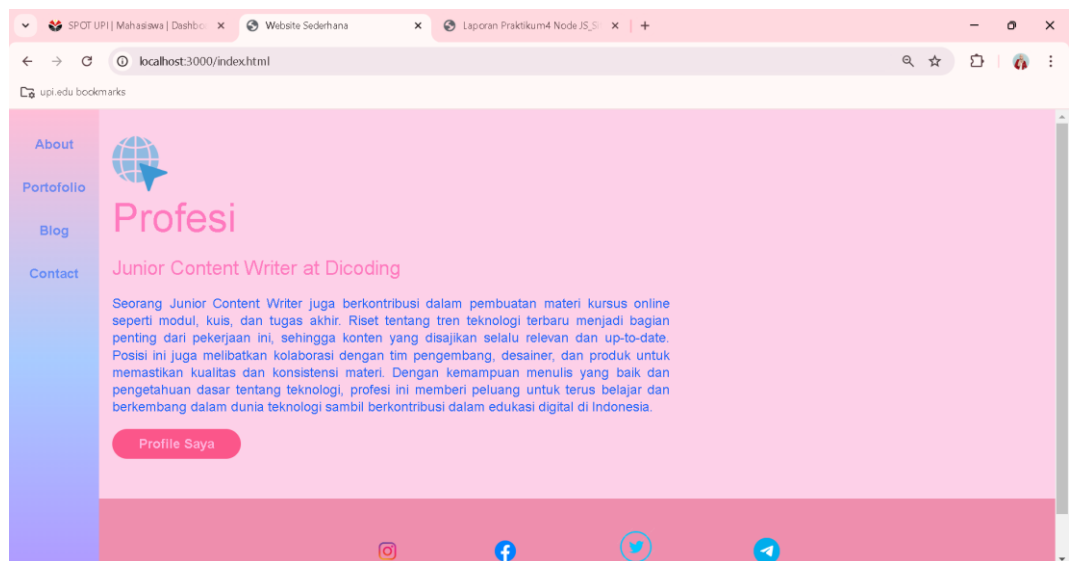 SPOT UPI | Mahasiswa | Dashbo
Website Sederhana
Laporan Praktikum4 Node JS_S
localhost:3000/index.html
upi.edu bookmarks
About
Portofolio
Blog
Contact
Profesi
Junior Content Writer at Dicoding
Seorang Junior Content Writer juga berkontribusi dalam pembuatan materi kursus online
seperti modul, kuis, dan tugas akhir. Riset tentang tren teknologi terbaru menjadi bagian
penting dari pekerjaan ini, sehingga konten yang disajikan selalu relevan dan up-to-date.
Posisi ini juga melibatkan kolaborasi dengan tim pengembang, desainer, dan produk untuk
memastikan kualitas dan konsistensi materi. Dengan kemampuan menulis yang baik dan
pengetahuan dasar tentang teknologi, profesi ini memberi peluang untuk terus belajar dan
berkembang dalam dunia teknologi sambil berkontribusi dalam edukasi digital di Indonesia.
Profile Saya